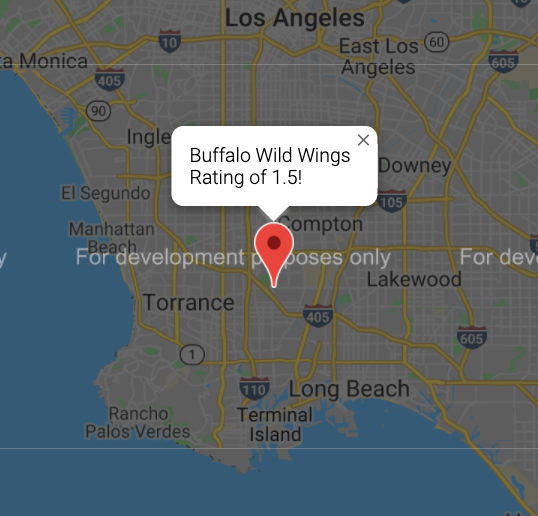 Los Angeles
10
East Los
Angeles
60
ta Monica
405
605
90
Ingle
Buffalo Wild Wings
Rating of 1.5!
Downey
El Segundo
105
Manhattan
Beach
Compton
y
For development p
poses only
For deve
Lakewood
Torrance
405
605
1
110
Long Beach
Rancho
Palos Verdes
Terminal
Island